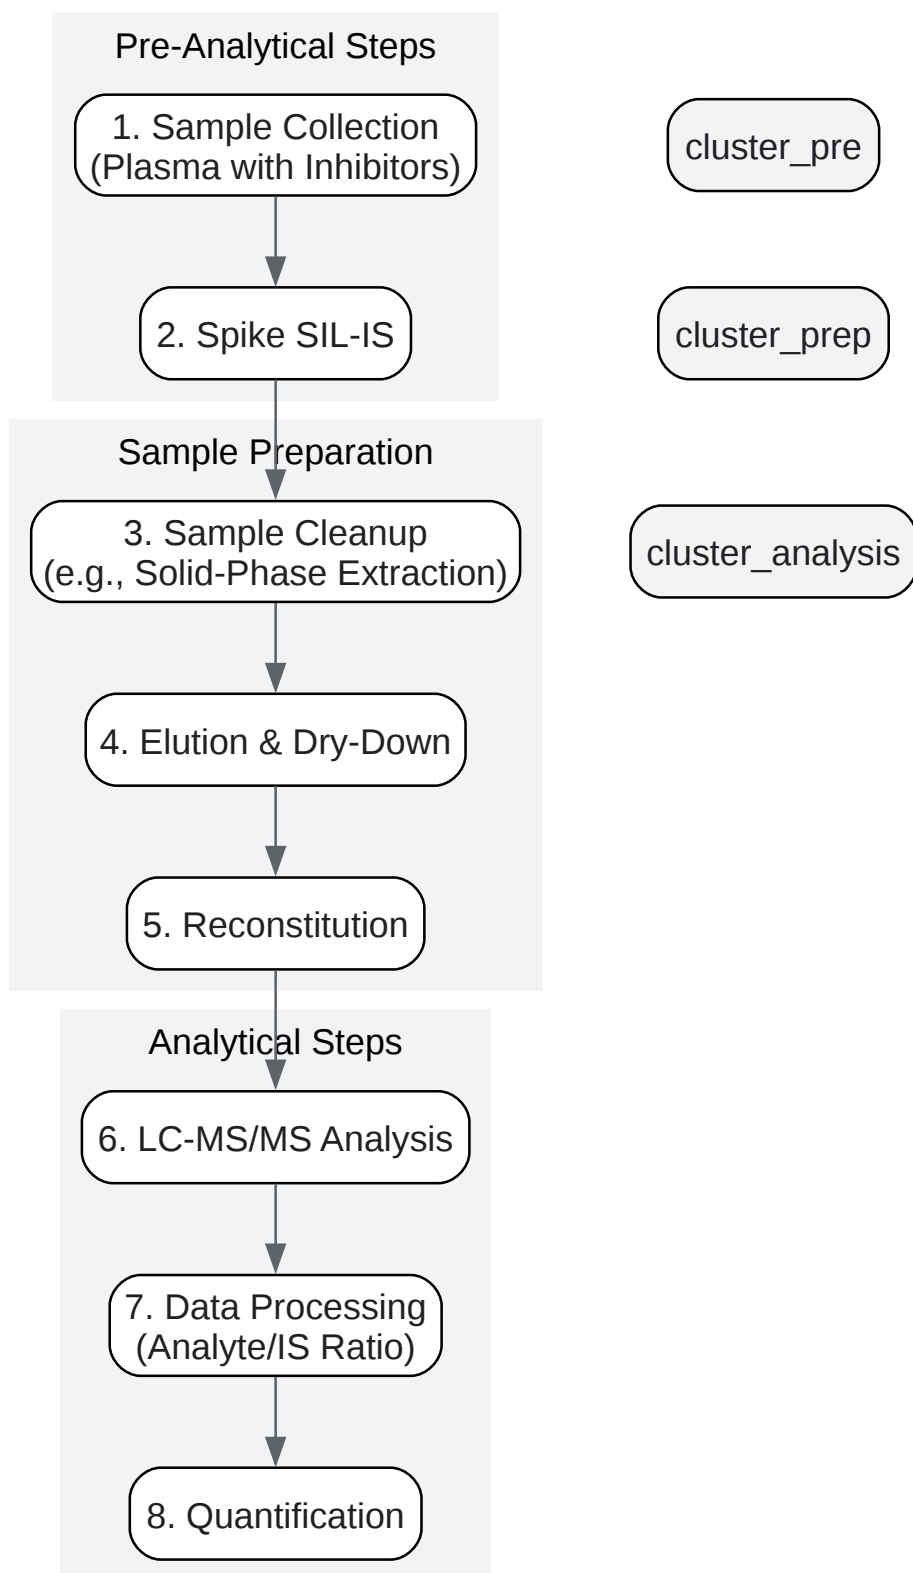 Pre-Analytical Steps
1. Sample Collection
(Plasma with Inhibitors)
cluster_pre
2. Spike SIL-IS
cluster_prep
Sample Preparation
3. Sample Cleanup
(e.g., Solid-Phase Extraction)
cluster_analysis
4. Elution & Dry-Down
5. Reconstitution
Analytical Steps
6. LC-MS/MS Analysis
7. Data Processing
(Analyte/IS Ratio)
8. Quantification